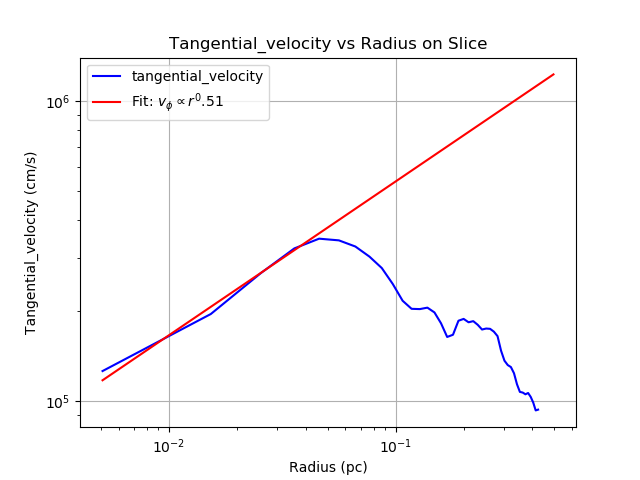 Tangential_velocity vs Radius on Slice
tangential_velocity
Fit: $v_\phi \propto r^0.51$
10^6
10^5
Tangential_velocity (cm/s)
10^{-2}
10^{-1}
Radius (pc)